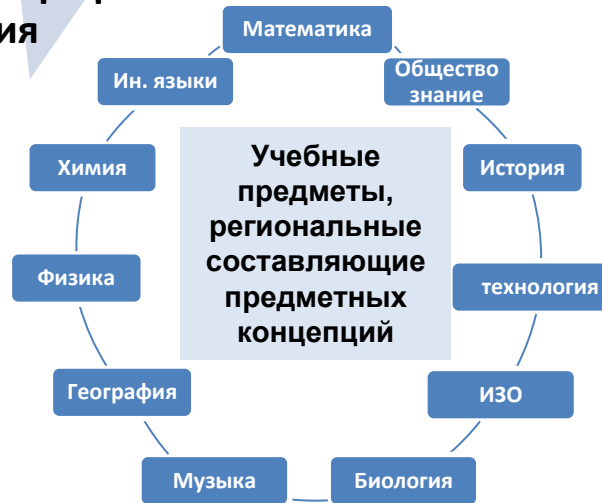 ия
Математика
Общество
знание
История
технология
ИЗО
Биология
Музыка
География
Физика
Химия
Ин. языки
Учебные
предметы,
региональные
составляющие
предметных
концепций